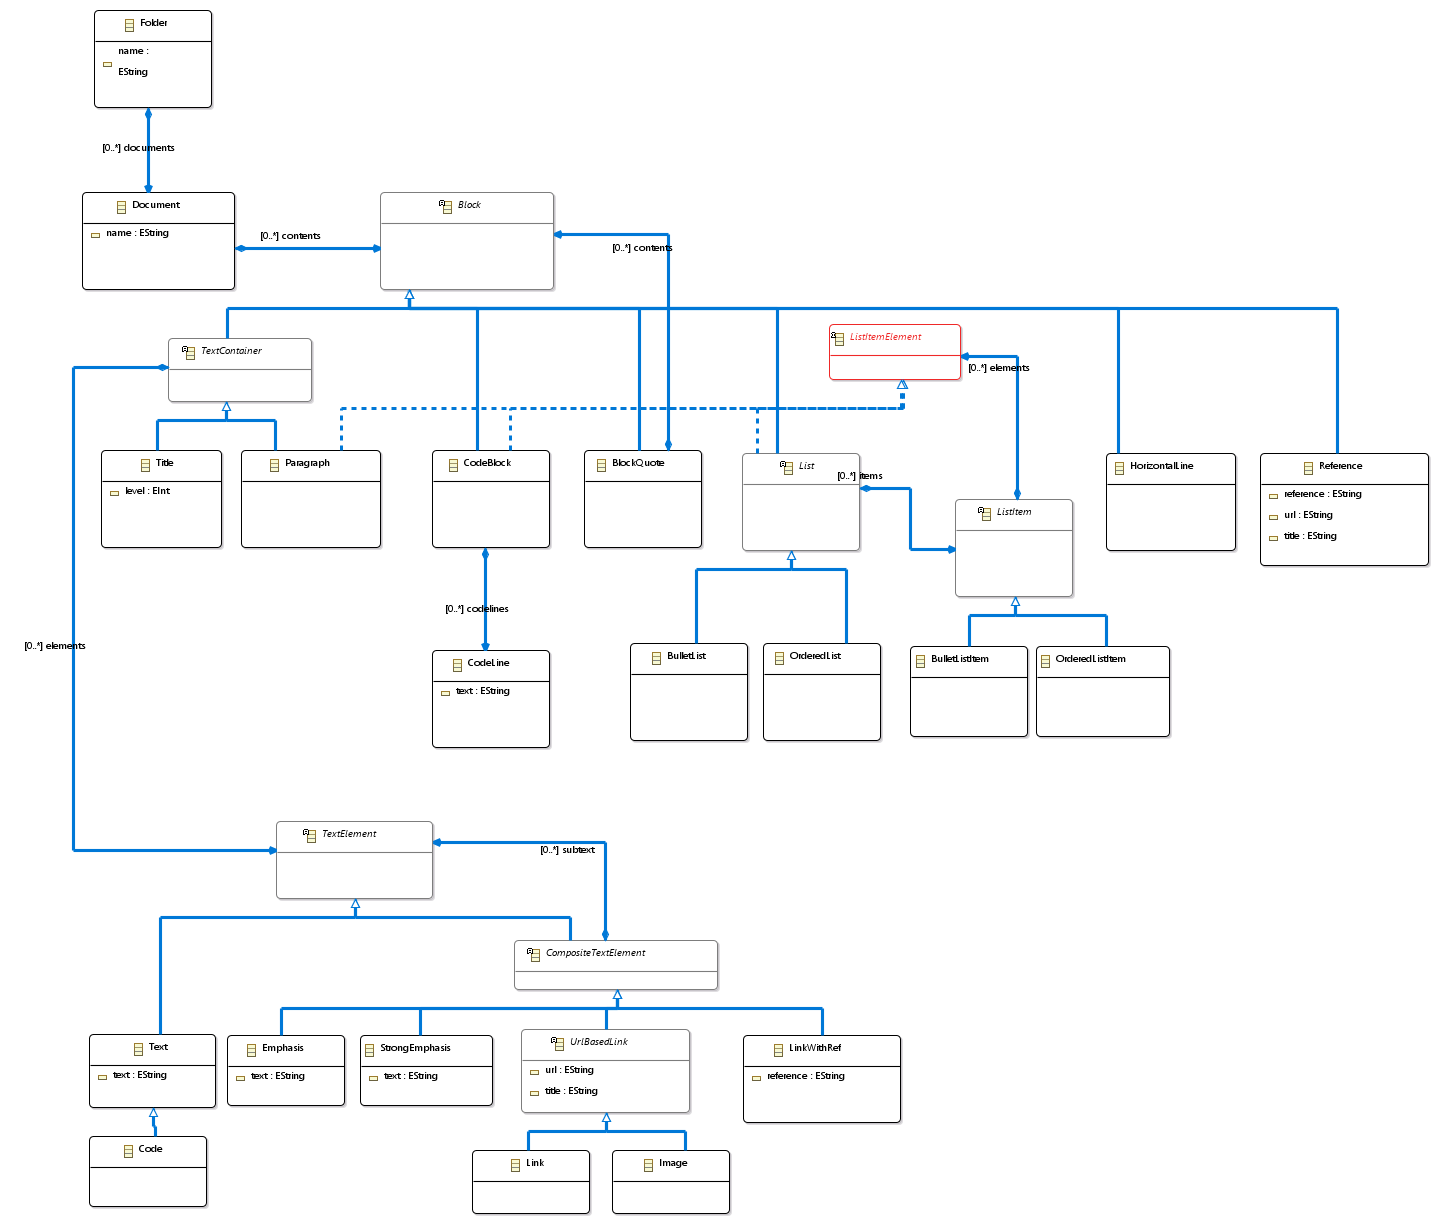 Folder
name :
EString
[0..*] documents
Document
name : EString
[0..*] contents
Block
[0..*] contents
TextContainer
ListItemElement
[0..*] elements
Title
level : EInt
Paragraph
CodeBlock
BlockQuote
List
[0..*] items
ListItem
HorizontalLine
Reference
reference : EString
url : EString
title : EString
[0..*] codelines
[0..*] elements
CodeLine
text : EString
BulletList
OrderedList
BulletListItem
OrderedListItem
TextElement
[0..*] subtext
CompositeTextElement
Text
text : EString
Emphasis
text : EString
StrongEmphasis
text : EString
UrlBasedLink
url : EString
title : EString
LinkWithRef
reference : EString
Code
Link
Image